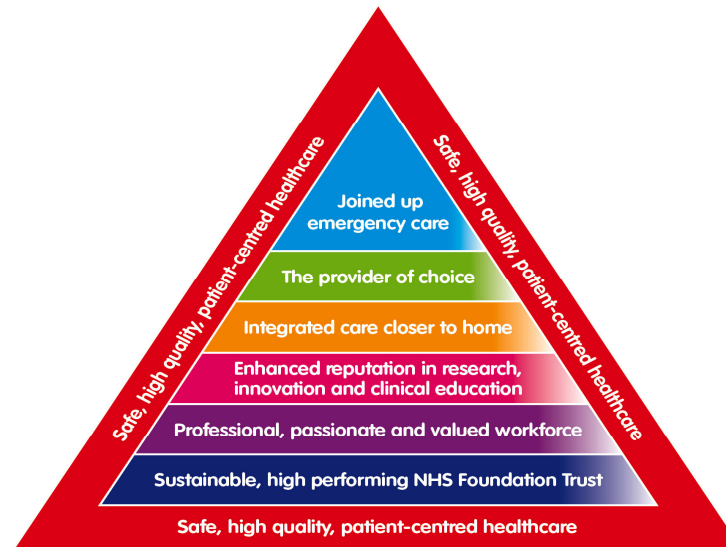 Safe, high quality, patient-centred healthcare
Safe, high quality, patient-centred healthcare
Joined up
emergency care
The provider of choice
Integrated care closer to home
Enhanced reputation in research,
innovation and clinical education
Professional, passionate and valued workforce
Sustainable, high performing NHS Foundation Trust
Safe, high quality, patient-centred healthcare